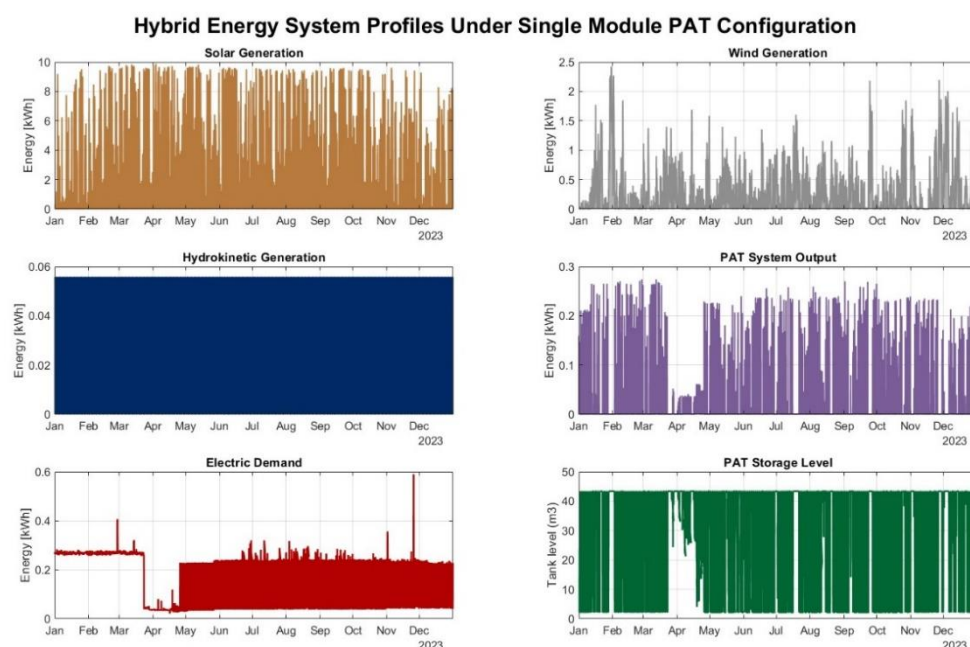 Hybrid Energy System Profiles Under Single Module PAT Configuration
Solar Generation
Energy [kWh]
10
8
6
4
2
0
Jan Feb Mar Apr May Jun Jul Aug Sep Oct Nov Dec
2023
Wind Generation
Energy [kWh]
2.5
2
1.5
1
0.5
0
Jan Feb Mar Apr May Jun Jul Aug Sep Oct Nov Dec
2023
Hydrokinetic Generation
Energy [kWh]
0.06
0.04
0.02
0
Jan Feb Mar Apr May Jun Jul Aug Sep Oct Nov Dec
2023
PAT System Output
Energy [kWh]
0.3
0.2
0.1
0
Jan Feb Mar Apr May Jun Jul Aug Sep Oct Nov Dec
2023
Electric Demand
Energy [kWh]
0.6
0.4
0.2
0
Jan Feb Mar Apr May Jun Jul Aug Sep Oct Nov Dec
2023
PAT Storage Level
Tank level (m3)
50
40
30
20
10
0
Jan Feb Mar Apr May Jun Jul Aug Sep Oct Nov Dec
2023